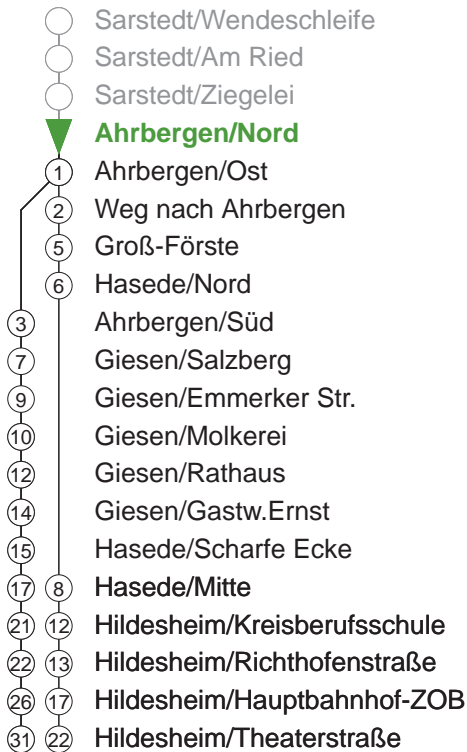 Sarstedt/Wendeschleife
Sarstedt/Am Ried
Sarstedt/Ziegelei
Ahrbergen/Nord
1 Ahrbergen/Ost
2 Weg nach Ahrbergen
5 Groß-Förste
6 Hasede/Nord
3 Ahrbergen/Süd
7 Giesen/Salzberg
9 Giesen/Emmerker Str.
10 Giesen/Molkerei
12 Giesen/Rathaus
14 Giesen/Gastw.Ernst
15 Hasede/Scharfe Ecke
17 8 Hasede/Mitte
21 12 Hildesheim/Kreisberufsschule
22 13 Hildesheim/Richthofenstraße
26 17 Hildesheim/Hauptbahnhof-ZOB
31 22 Hildesheim/Theaterstraße